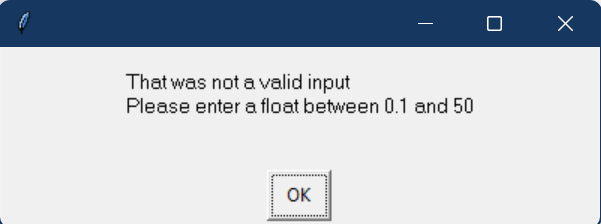 That was not a valid input
Please enter a float between 0.1 and 50
OK